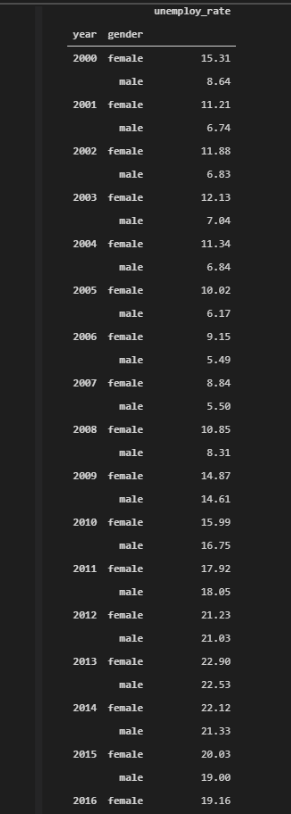 unemploy_rate
year gender
2000 female 15.31
male 8.64
2001 female 11.21
male 6.74
2002 female 11.88
male 6.83
2003 female 12.13
male 7.04
2004 female 11.34
male 6.84
2005 female 10.02
male 6.17
2006 female 9.15
male 5.49
2007 female 8.84
male 5.50
2008 female 10.85
male 8.31
2009 female 14.87
male 14.61
2010 female 15.99
male 16.75
2011 female 17.92
male 18.05
2012 female 21.23
male 21.03
2013 female 22.90
male 22.53
2014 female 22.12
male 21.33
2015 female 20.03
male 19.00
2016 female 19.16